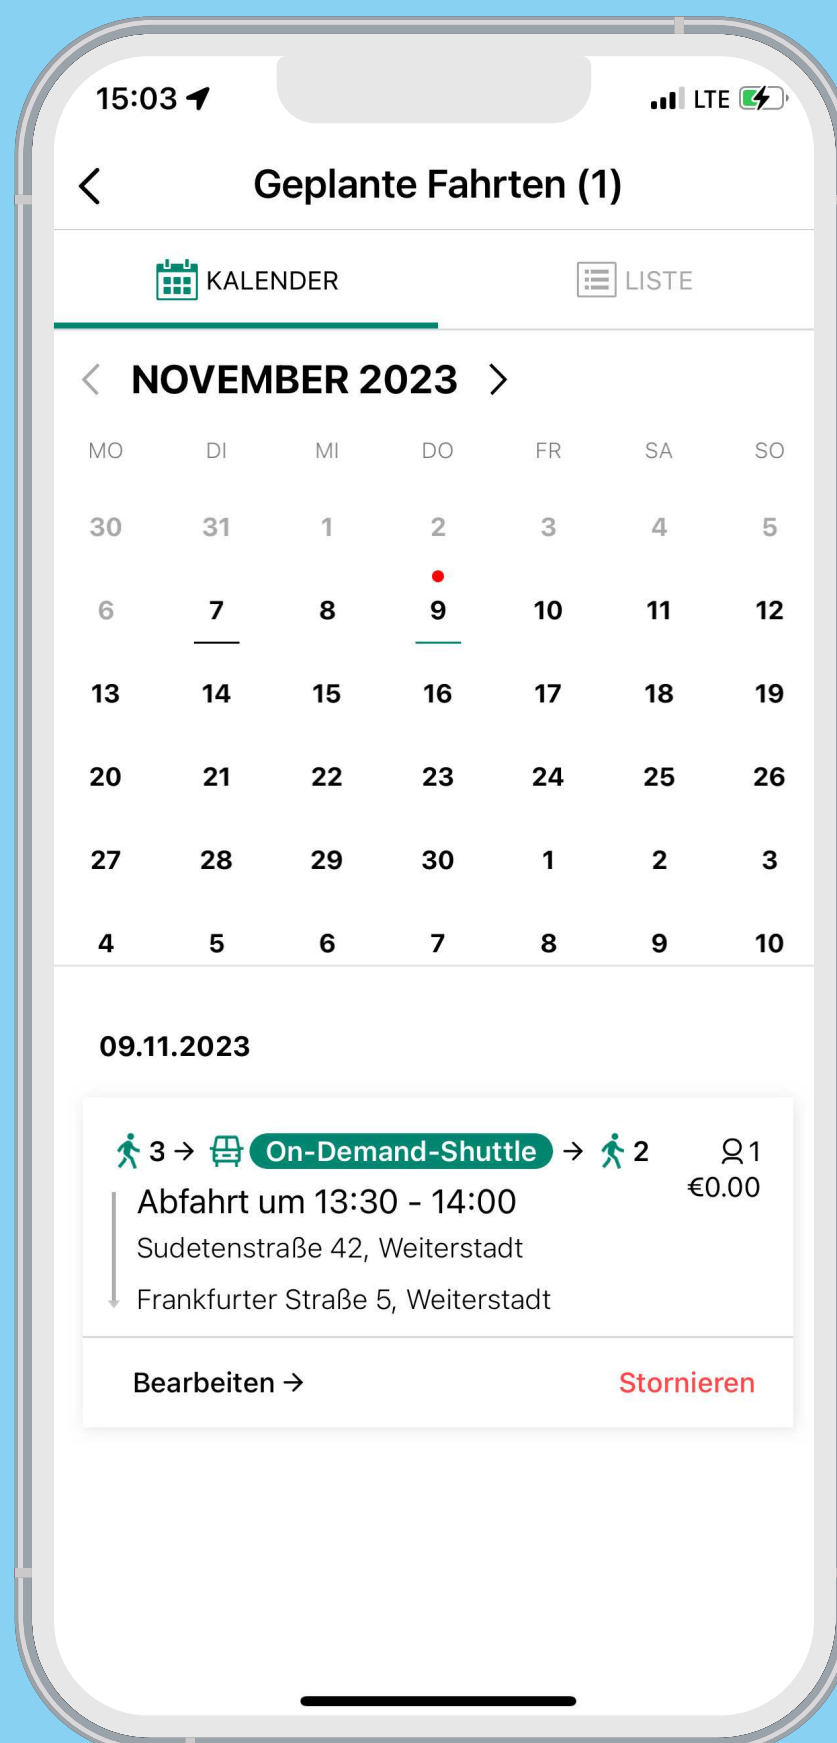 15:03 LTE
Geplante Fahrten (1)
KALENDER LISTE
NOVEMBER 2023
MO DI MI DO FR SA SO
30 31 1 2 3 4 5
6 7 8 9 10 11 12
13 14 15 16 17 18 19
20 21 22 23 24 25 26
27 28 29 30 1 2 3
4 5 6 7 8 9 10
09.11.2023
3 → On-Demand-Shuttle → 2 1
€0.00
Abfahrt um 13:30 - 14:00
Sudetenstraße 42, Weiterstadt
Frankfurter Straße 5, Weiterstadt
Bearbeiten → Stornieren